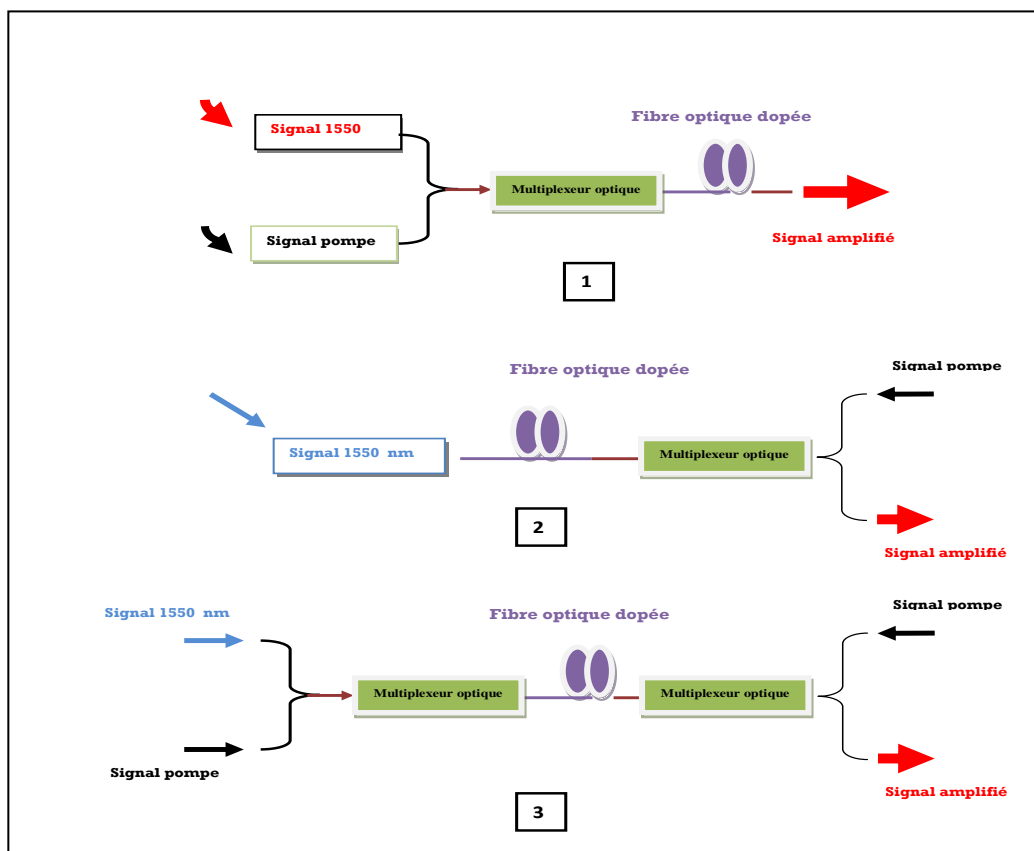 Fibre optique dopée
Signal 1550
Multiplexeur optique
Signal pompe
Signal amplifié
1
Signal pompe
Fibre optique dopée
Signal 1550 nm
Multiplexeur optique
2
Signal amplifié
Signal pompe
Signal 1550 nm
Fibre optique dopée
Multiplexeur optique
Multiplexeur optique
Signal pompe
Signal amplifié
3